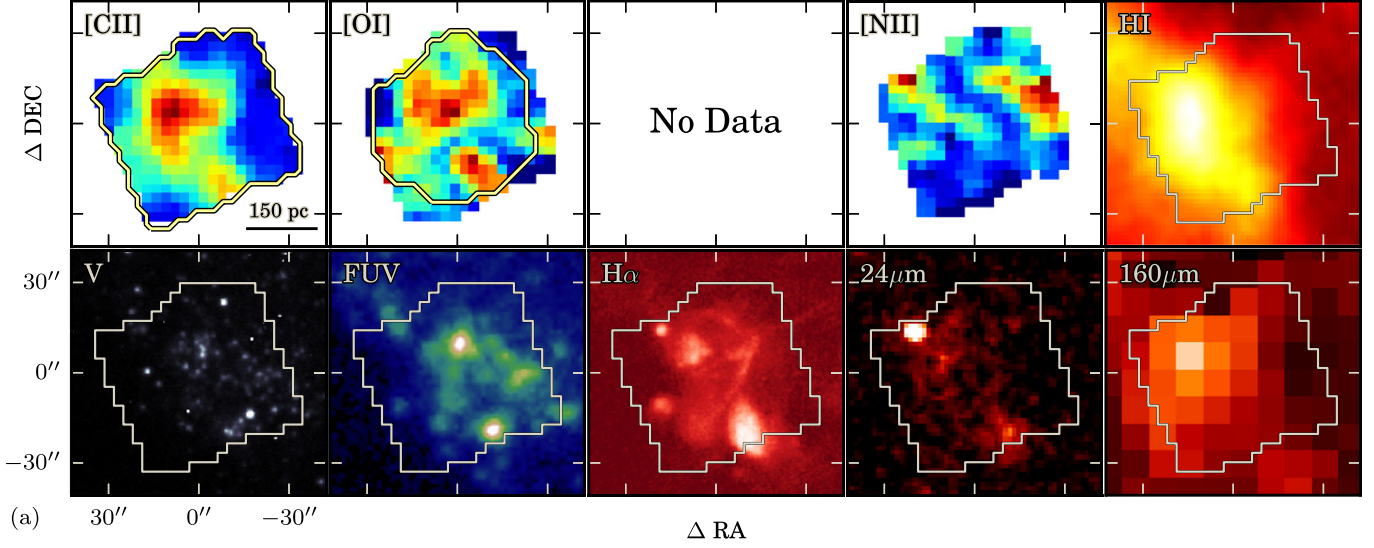 [CII]
[OI]
[NII]
HI
Δ DEC
No Data
150 pc
V
FUV
Hα
24μm
160μm
30′′
0′′
−30′′
(a)
30′′
0′′
−30′′
Δ RA